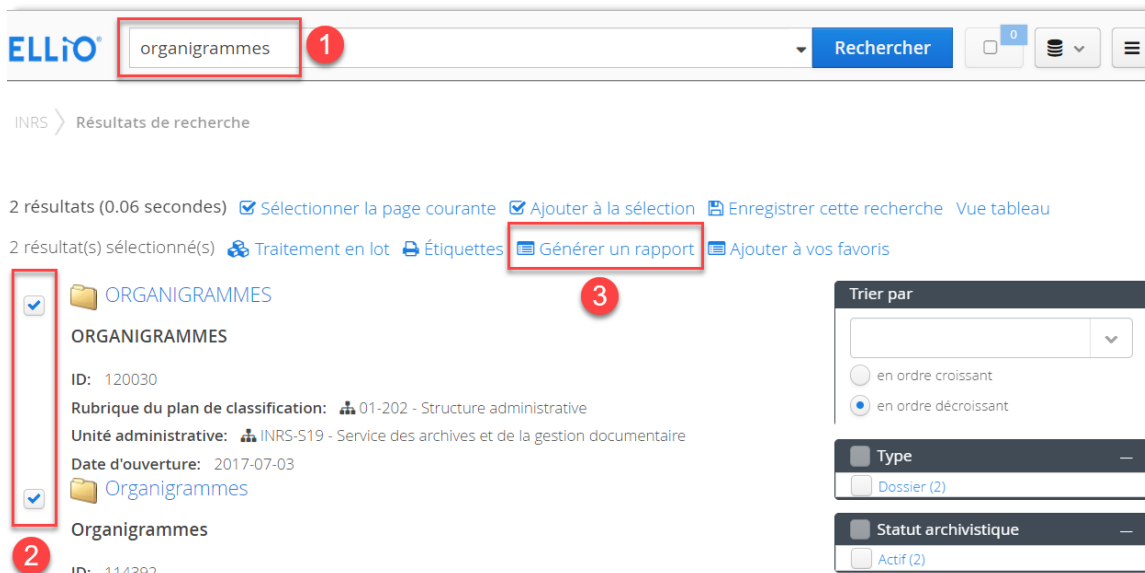 ELLiO®
organigrammes
1
Rechercher
0
INRS
Résultats de recherche
2 résultats (0.06 secondes) Sélectionner la page courante Ajouter à la sélection Enregistrer cette recherche Vue tableau
2 résultat(s) sélectionné(s) Traitement en lot Étiquettes Générer un rapport Ajouter à vos favoris
3
ORGANIGRAMMES
ORGANIGRAMMES
ID: 120030
Rubrique du plan de classification: 01-202 - Structure administrative
Unité administrative: INRS-S19 - Service des archives et de la gestion documentaire
Date d'ouverture: 2017-07-03
Organigrammes
Organigrammes
2
ID: 114392
Trier par
en ordre croissant
en ordre décroissant
Type
Dossier (2)
Statut archivistique
Actif (2)